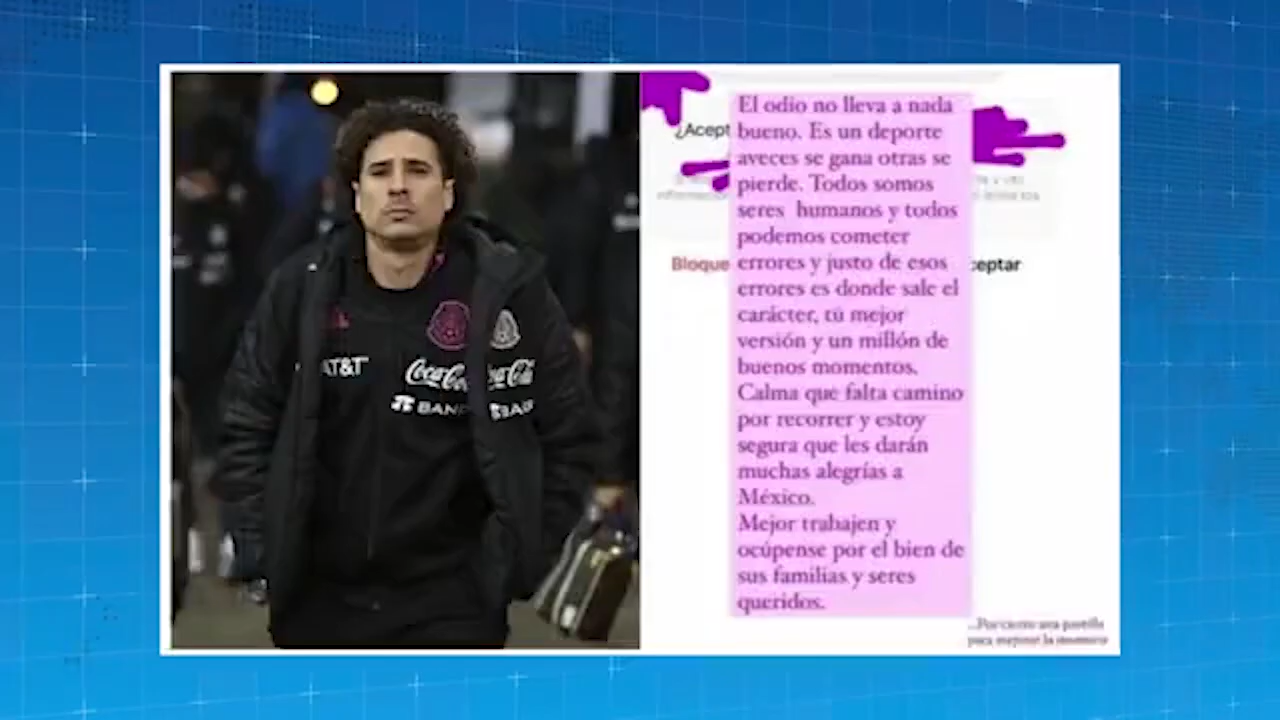 AT&T
Coca-Cola
El odio no lleva a nada
bueno. Es un deporte
aveces se gana otras se
pierde. Todos somos
seres humanos y todos
podemos cometer
errores y justo de esos
errores es donde sale el
carácter, tú mejor
versión y un millón de
buenos momentos.
Calma que falta camino
por recorrer y estoy
segura que les darán
muchas alegrías a
México.
Mejor trabajen y
ocúpense por el bien de
sus familias y seres
queridos.
¿Acept
Bloque
ceptar
...Por cierto una pastilla
para mejorar la memoria